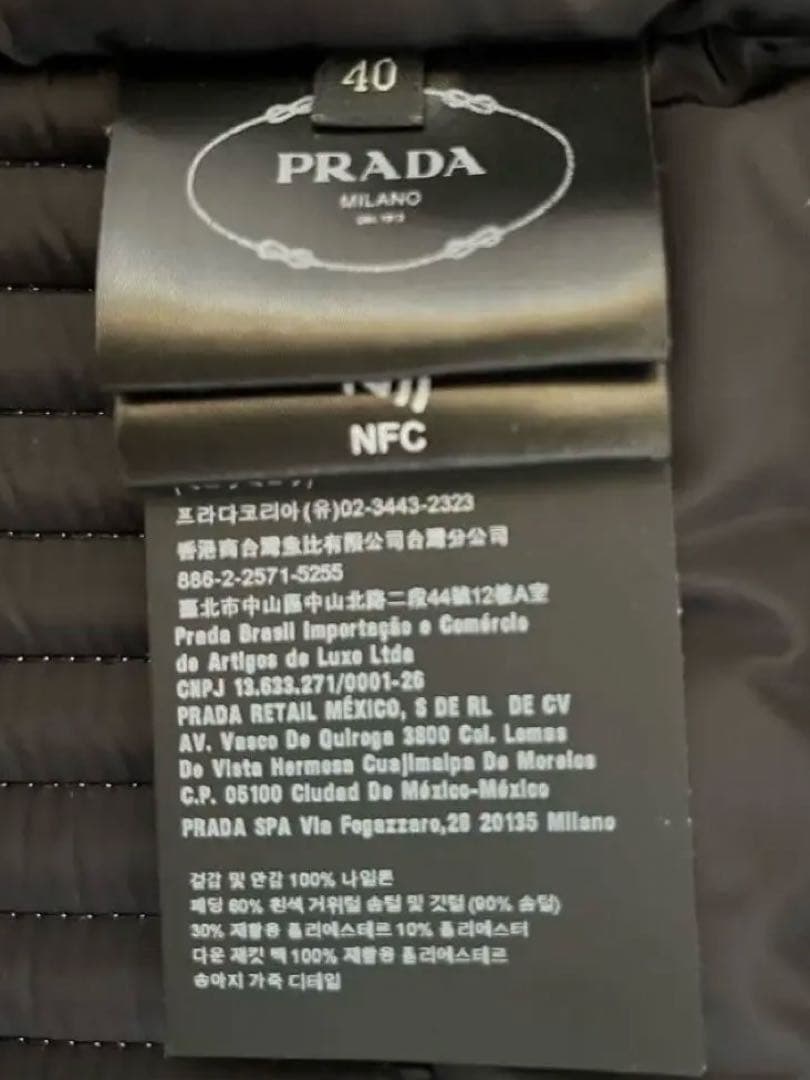 40
PRADA
MILANO
NFC
프라다코리아(유)02-3443-2323
香港商台灣魚比有限公司台灣分公司
886-2-2571-5255
臺北市中山區中山北路二段44號12樓A室
Prada Brasil Importação e Comércio
de Artigos de Luxo Ltda
CNPJ 13.633.271/0001-26
PRADA RETAIL MÉXICO, S DE RL DE CV
AV. Vasco De Quiroga 3800 Col. Lomas
De Vista Hermosa Cuajimalpa De Morelos
C.P. 05100 Ciudad De México-México
PRADA SPA Via Fogazzaro,28 20135 Milano
겉감 및 안감 100% 나일론
패딩 60% 흰색 거위털 솜털 및 깃털 (90% 솜털)
30% 재활용 폴리에스테르 10% 폴리에스터
다운 재킷 백 100% 재활용 폴리에스테르
송아지 가죽 디테일